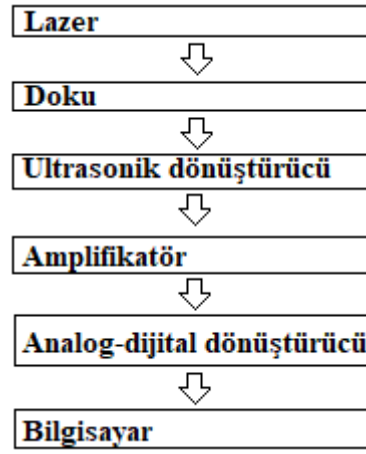 Lazer
Doku
Ultrasonik dönüştürücü
Amplifikatör
Analog-dijital dönüştürücü
Bilgisayar